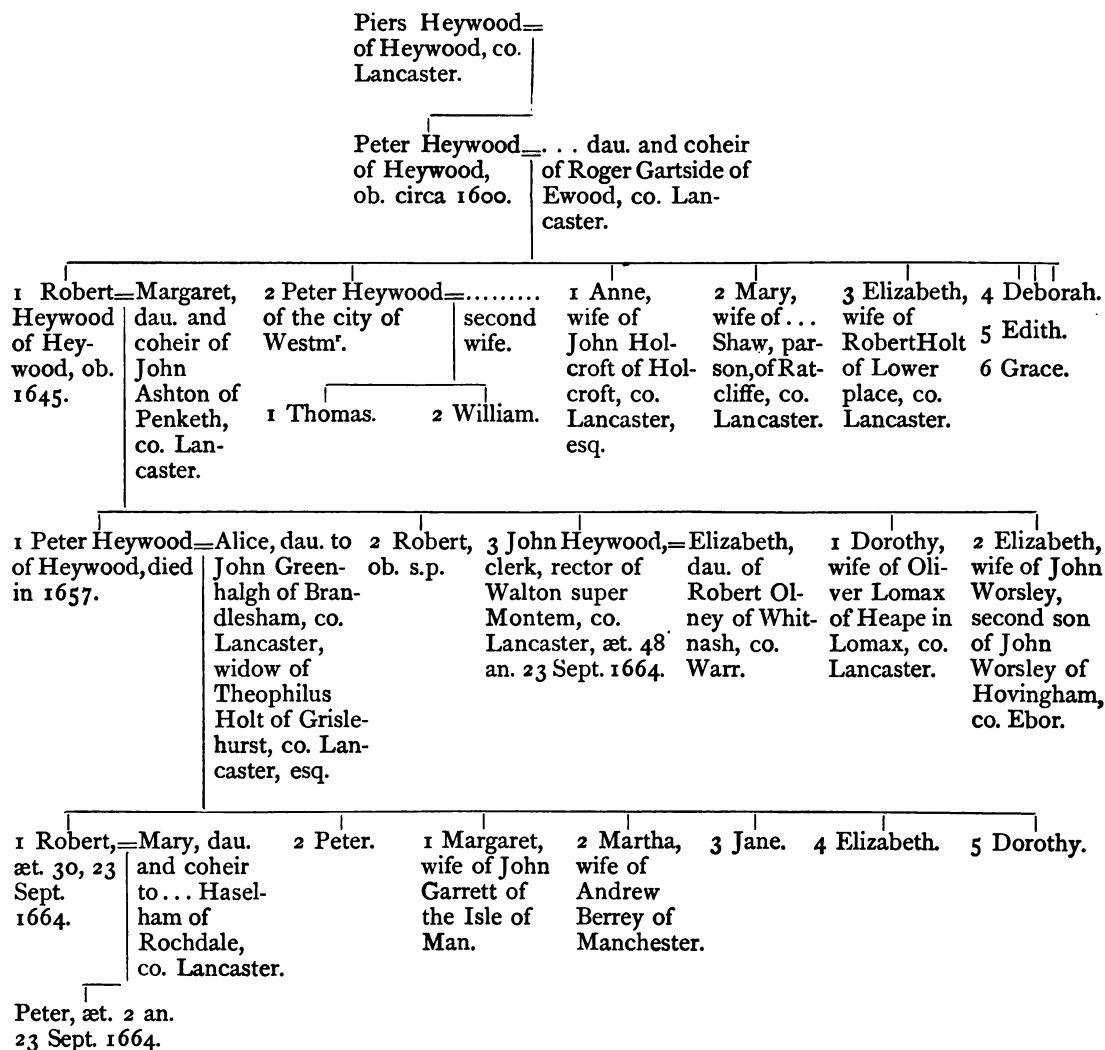 Piers Heywood=
of Heywood, co.
Lancaster.
Peter Heywood=
of Heywood,
ob. circa 1600.
. . . dau. and coheir
of Roger Gartside of
Ewood, co. Lan-
caster.
1 Robert=
Heywood
of Hey-
wood, ob.
1645.
Margaret,
dau. and
coheir of
John
Ashton of
Penketh,
co. Lan-
caster.
2 Peter Heywood=
of the city of
Westmʳ.
.........
second
wife.
1 Thomas.
2 William.
1 Anne,
wife of
John Hol-
croft of Hol-
croft, co.
Lancaster,
esq.
2 Mary,
wife of...
Shaw, par-
son,of Rat-
cliffe, co.
Lancaster.
3 Elizabeth,
wife of
RobertHolt
of Lower
place, co.
Lancaster.
4 Deborah.
5 Edith.
6 Grace.
1 Peter Heywood=
of Heywood,died
in 1657.
Alice, dau. to
John Green-
halgh of Bran-
dlesham, co.
Lancaster,
widow of
Theophilus
Holt of Grisle-
hurst, co. Lan-
caster, esq.
2 Robert,
ob. s.p.
3 John Heywood,=
clerk, rector of
Walton super
Montem, co.
Lancaster, æt. 48
an. 23 Sept. 1664.
Elizabeth,
dau. of
Robert Ol-
ney of Whit-
nash, co.
Warr.
1 Dorothy,
wife of Oli-
ver Lomax
of Heape in
Lomax, co.
Lancaster.
2 Elizabeth,
wife of John
Worsley,
second son
of John
Worsley of
Hovingham,
co. Ebor.
1 Robert,=
æt. 30, 23
Sept.
1664.
Mary, dau.
and coheir
to... Hasel-
ham of
Rochdale,
co. Lancaster.
2 Peter.
1 Margaret,
wife of John
Garrett of
the Isle of
Man.
2 Martha,
wife of
Andrew
Berrey of
Manchester.
3 Jane.
4 Elizabeth.
5 Dorothy.
Peter, æt. 2 an.
23 Sept. 1664.